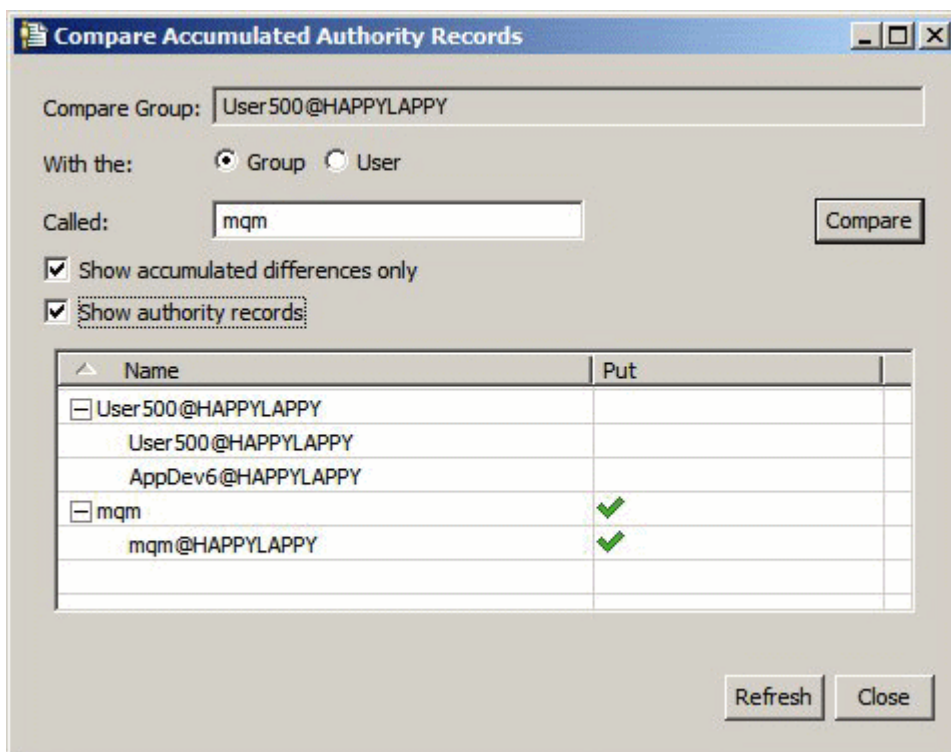 Compare Accumulated Authority Records
Compare Group: User500@HAPPYLAPPY
With the: Group User
Called: mqm Compare
Show accumulated differences only
Show authority records
Name Put
User500@HAPPYLAPPY
User500@HAPPYLAPPY
AppDev6@HAPPYLAPPY
mqm
mqm@HAPPYLAPPY
Refresh Close